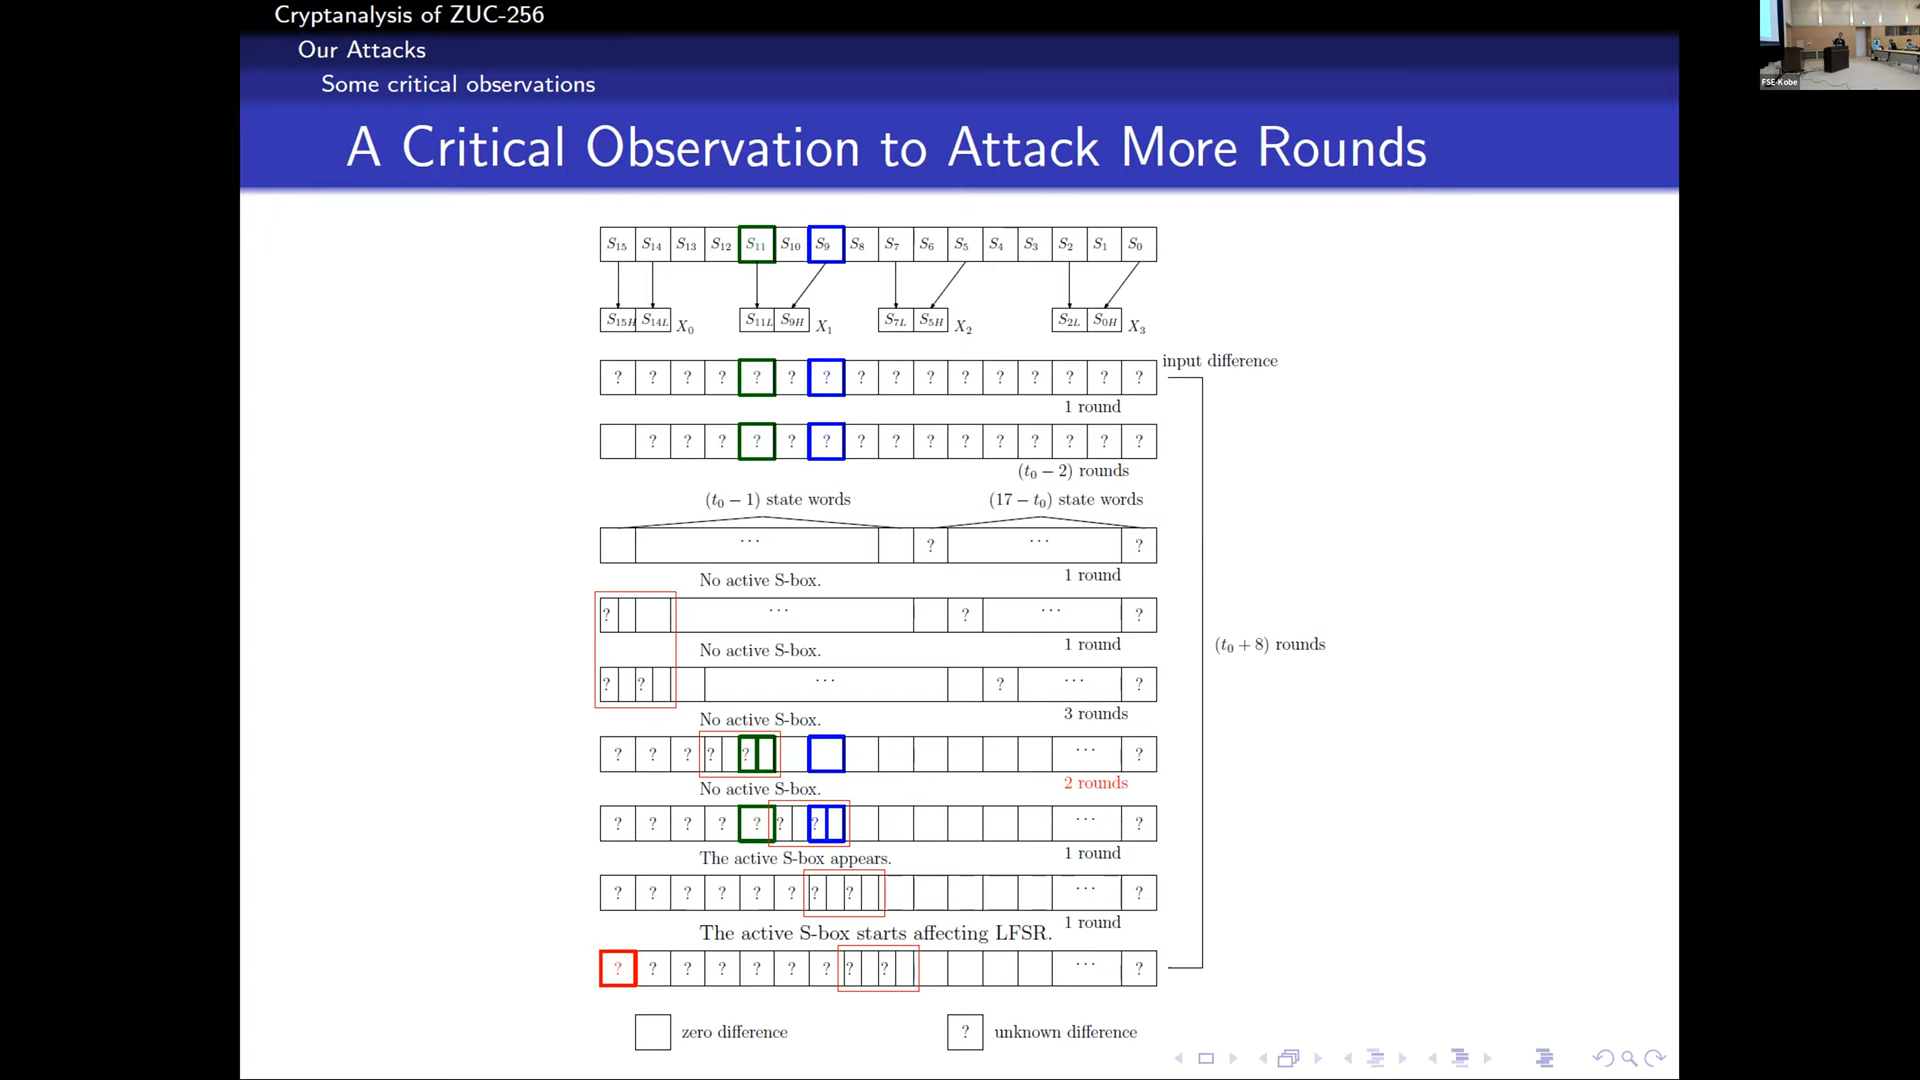 Cryptanalysis of ZUC-256
Our Attacks
Some critical observations
A Critical Observation to Attack More Rounds
FSE-Kobe
S15 S14 S13 S12 S11 S10 S9 S8 S7 S6 S5 S4 S3 S2 S1 S0
S15H S14L X0 S11L S9H X1 S7L S5H X2 S2L S0H X3
input difference
? ? ? ? ? ? ? ? ? ? ? ? ? ? ? ?
1 round
? ? ? ? ? ? ? ? ? ? ? ? ? ? ?
(t0 − 2) rounds
(t0 − 1) state words (17 − t0) state words
··· ? ··· ?
No active S-box. 1 round
? ··· ? ··· ?
No active S-box. 1 round
(t0 + 8) rounds
? ? ··· ? ··· ?
No active S-box. 3 rounds
? ? ? ? ? ··· ?
No active S-box. 2 rounds
? ? ? ? ? ? ? ··· ?
The active S-box appears. 1 round
? ? ? ? ? ? ? ? ··· ?
The active S-box starts affecting LFSR. 1 round
? ? ? ? ? ? ? ? ? ··· ?
zero difference ? unknown difference